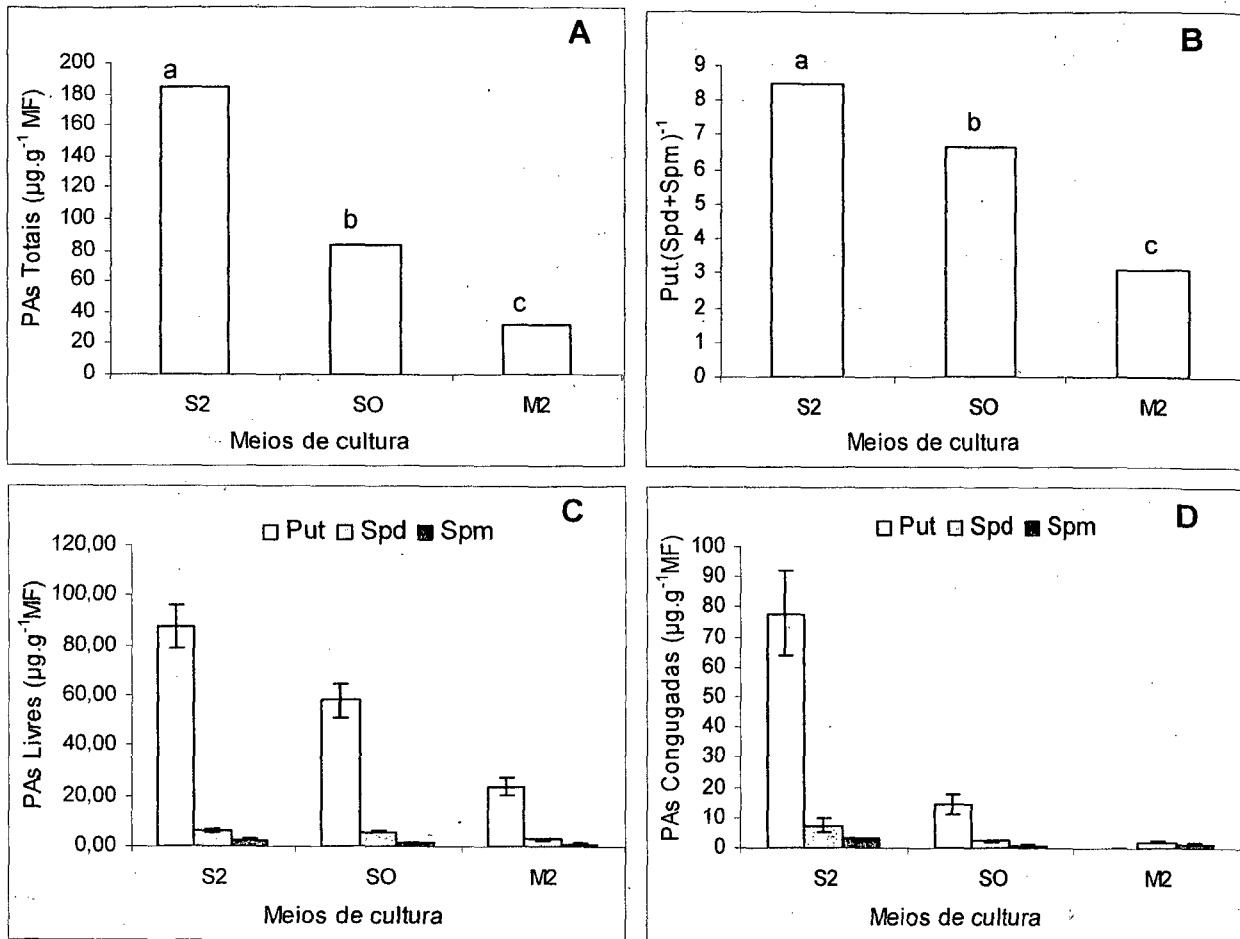 A
PAs Totais (µg.g⁻¹ MF)
200
180
160
140
120
100
80
60
40
20
0
a
b
c
S2 SO M2
Meios de cultura
B
Put.(Spd+Spm)⁻¹
9
8
7
6
5
4
3
2
1
0
a
b
c
S2 SO M2
Meios de cultura
C
Put Spd Spm
PAs Livres (µg.g⁻¹MF)
120,00
100,00
80,00
60,00
40,00
20,00
0,00
S2 SO M2
Meios de cultura
D
Put Spd Spm
PAs Congugadas (µg.g⁻¹MF)
100
90
80
70
60
50
40
30
20
10
0
S2 SO M2
Meios de cultura